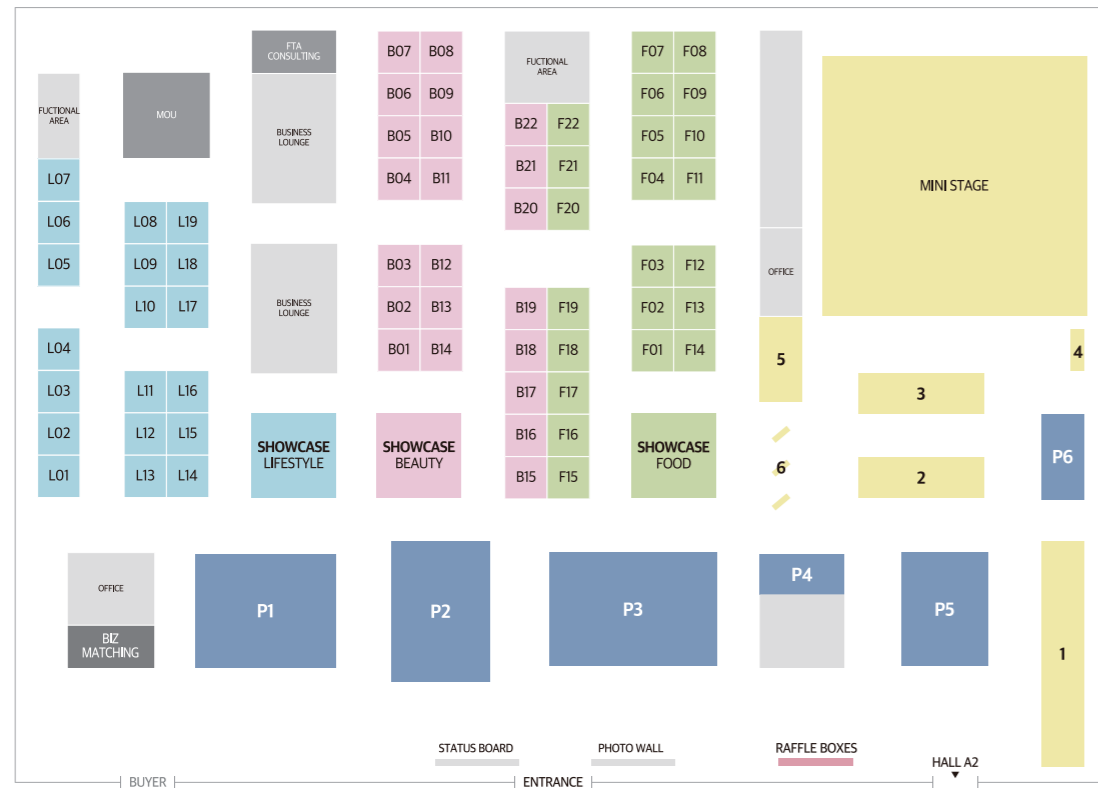 FTA
CONSULTING
B07 B08
FUCTIONAL
AREA
F07 F08
FUCTIONAL
AREA
MOU
BUSINESS
LOUNGE
B06 B09
F06 F09
B22 F22
B05 B10
F05 F10
B21 F21
L07
B04 B11
F04 F11
MINI STAGE
B20 F20
L06
L08 L19
L05
L09 L18
B03 B12
F03 F12
OFFICE
L10 L17
BUSINESS
LOUNGE
B02 B13
B19 F19
F02 F13
L04
B01 B14
B18 F18
F01 F14
5
4
L03
L11 L16
B17 F17
3
L02
L12 L15
SHOWCASE
LIFESTYLE
SHOWCASE
BEAUTY
B16 F16
SHOWCASE
FOOD
P6
L01
L13 L14
B15 F15
6
2
OFFICE
BIZ
MATCHING
P1
P2
P3
P4
P5
1
STATUS BOARD
PHOTO WALL
RAFFLE BOXES
HALL A2
▼
BUYER
ENTRANCE